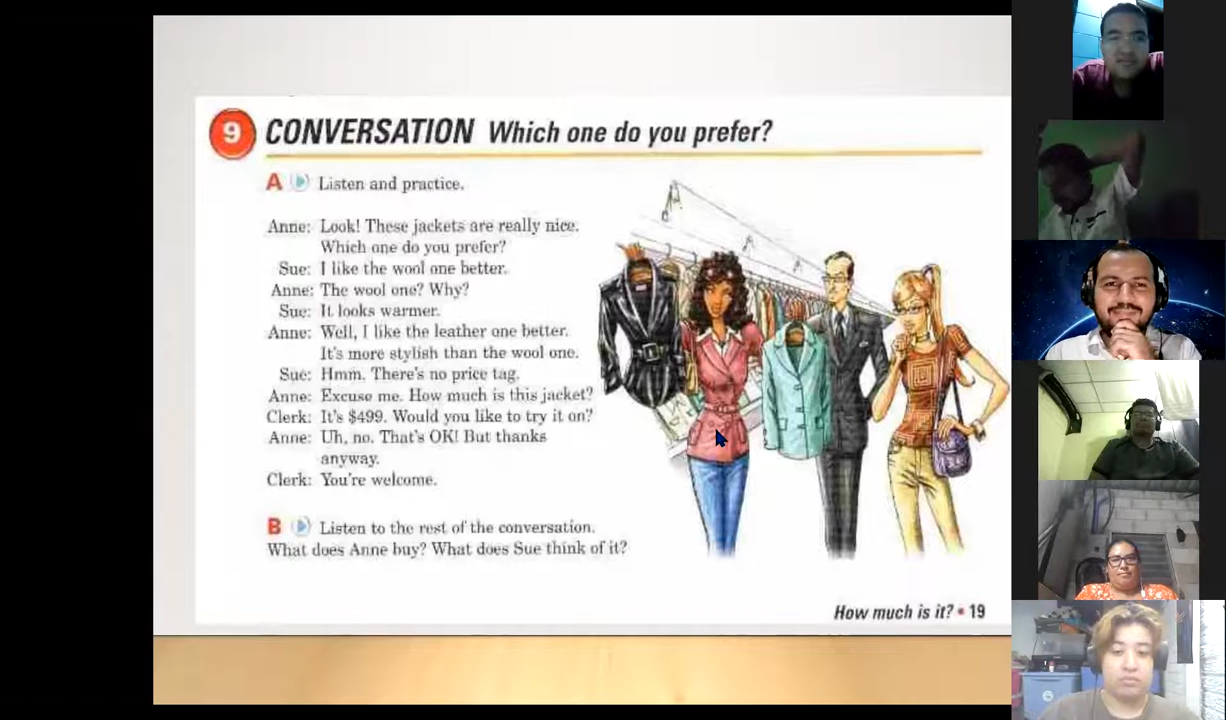 9 CONVERSATION Which one do you prefer?
A Listen and practice.
Anne: Look! These jackets are really nice.
Which one do you prefer?
Sue: I like the wool one better.
Anne: The wool one? Why?
Sue: It looks warmer.
Anne: Well, I like the leather one better.
It's more stylish than the wool one.
Sue: Hmm. There's no price tag.
Anne: Excuse me. How much is this jacket?
Clerk: It's $499. Would you like to try it on?
Anne: Uh, no. That's OK! But thanks
anyway.
Clerk: You're welcome.
B Listen to the rest of the conversation.
What does Anne buy? What does Sue think of it?
How much is it? • 19